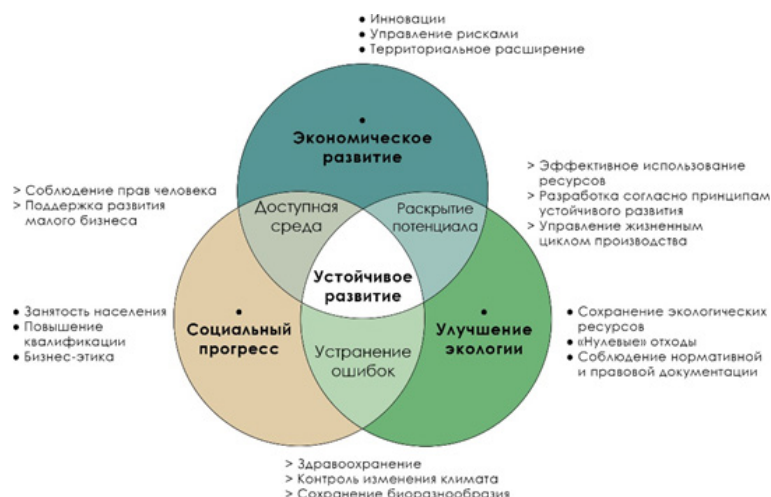 ● Инновации
● Управление рисками
● Территориальное расширение
●
Экономическое
развитие
> Соблюдение прав человека
> Поддержка развития
малого бизнеса
Доступная
среда
Раскрытие
потенциала
> Эффективное использование
ресурсов
> Разработка согласно принципам
устойчивого развития
> Управление жизненным
циклом производства
Устойчивое
развитие
● Занятость населения
● Повышение
квалификации
● Бизнес-этика
●
Социальный
прогресс
Устранение
ошибок
●
Улучшение
экологии
● Сохранение экологических
ресурсов
● «Нулевые» отходы
● Соблюдение нормативной
и правовой документации
> Здравоохранение
> Контроль изменения климата
> Сохранение биоразнообразия